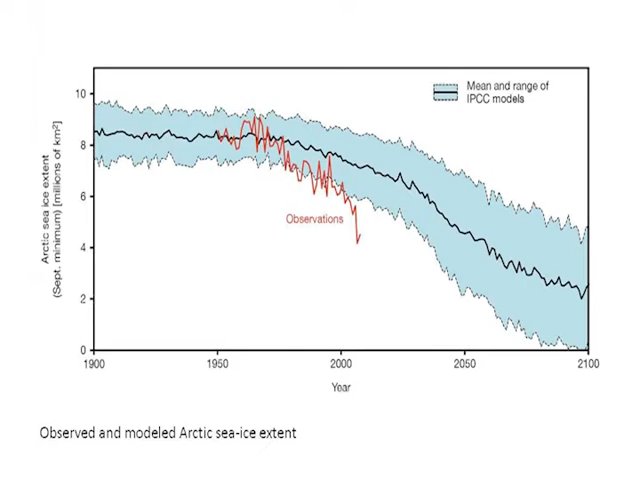 Mean and range of
IPCC models
10
8
6
4
2
0
Arctic sea ice extent
(Sept. minimum) [millions of km²]
Observations
1900 1950 2000 2050 2100
Year
Observed and modeled Arctic sea-ice extent